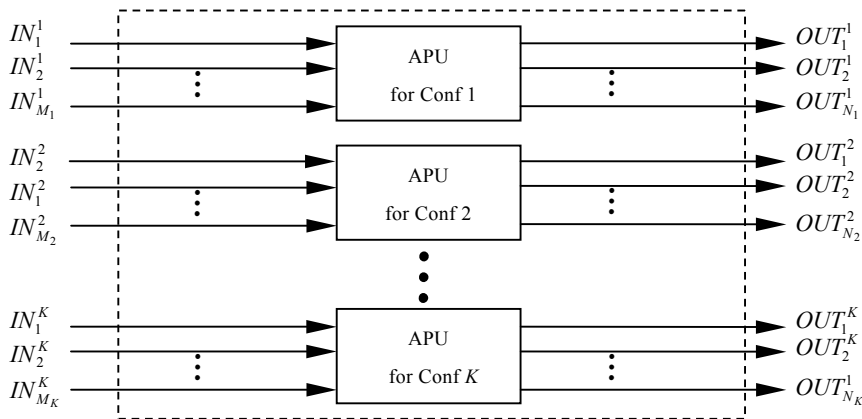 IN_1^1
IN_2^1
IN_{M_1}^1
APU
for Conf 1
OUT_1^1
OUT_2^1
OUT_{N_1}^1
IN_2^2
IN_1^2
IN_{M_2}^2
APU
for Conf 2
OUT_1^2
OUT_2^2
OUT_{N_2}^2
IN_1^K
IN_2^K
IN_{M_K}^K
APU
for Conf K
OUT_1^K
OUT_2^K
OUT_{N_K}^1